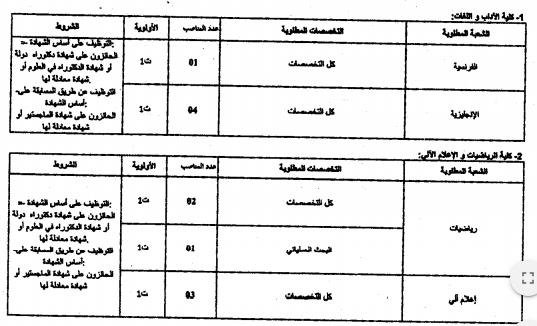 1- كلية الآداب و اللغات:
الشعبة المطلوبة
التخصصات المطلوبة
عدد المناصب
الأولوية
الشروط
الفرنسية
كل التخصصات
01
ت1
الإنجليزية
كل التخصصات
04
ت1
التوظيف على أساس الشهادة :-
الحائزون على شهادة دكتوراه دولة
أو شهادة الدكتوراه في العلوم أو
شهادة معادلة لها.
التوظيف عن طريق المسابقة على-
أساس الشهادة:
الحائزون على شهادة الماجستير أو
شهادة معادلة لها
2- كلية الرياضيات و الإعلام الآلي:
الشعبة المطلوبة
التخصصات المطلوبة
عدد المناصب
الأولوية
الشروط
رياضيات
كل التخصصات
02
ت1
البحث العملياتي
01
ت1
إعلام آلي
كل التخصصات
03
ت1
التوظيف على أساس الشهادة :-
الحائزون على شهادة دكتوراه دولة
أو شهادة الدكتوراه في العلوم أو
شهادة معادلة لها.
التوظيف عن طريق المسابقة على-
أساس الشهادة:
الحائزون على شهادة الماجستير أو
شهادة معادلة لها